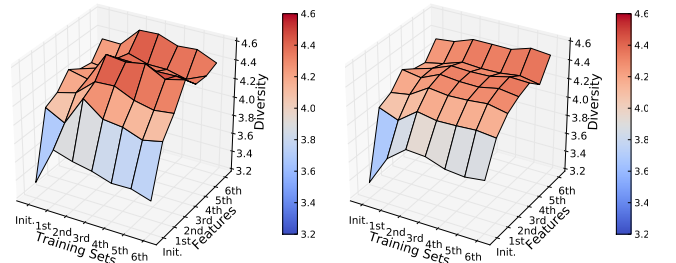 4.6
4.4
4.2
4.0
3.8
3.6
3.4
3.2
Diversity
Init.
1st
2nd
3rd
4th
5th
6th
Training Sets
Init.
1st
2nd
3rd
4th
5th
6th
Features
4.6
4.4
4.2
4.0
3.8
3.6
3.4
3.2
4.6
4.4
4.2
4.0
3.8
3.6
3.4
3.2
Diversity
Init.
1st
2nd
3rd
4th
5th
6th
Training Sets
Init.
1st
2nd
3rd
4th
5th
6th
Features
4.6
4.4
4.2
4.0
3.8
3.6
3.4
3.2